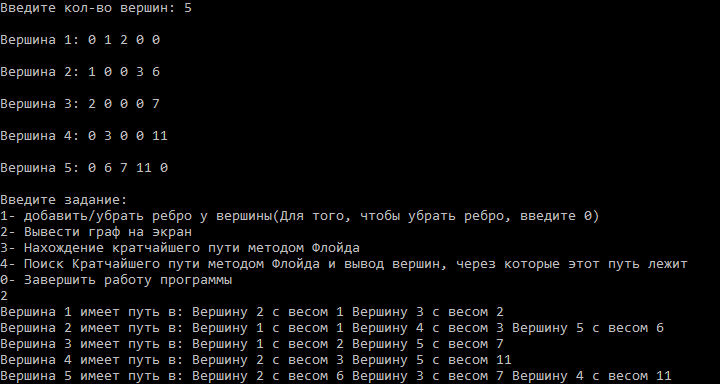 Введите кол-во вершин: 5
Вершина 1: 0 1 2 0 0
Вершина 2: 1 0 0 3 6
Вершина 3: 2 0 0 0 7
Вершина 4: 0 3 0 0 11
Вершина 5: 0 6 7 11 0
Введите задание:
1- добавить/убрать ребро у вершины(Для того, чтобы убрать ребро, введите 0)
2- Вывести граф на экран
3- Нахождение кратчайшего пути методом Флойда
4- Поиск Кратчайшего пути методом Флойда и вывод вершин, через которые этот путь лежит
0- Завершить работу программы
2
Вершина 1 имеет путь в: Вершину 2 с весом 1 Вершину 3 с весом 2
Вершина 2 имеет путь в: Вершину 1 с весом 1 Вершину 4 с весом 3 Вершину 5 с весом 6
Вершина 3 имеет путь в: Вершину 1 с весом 2 Вершину 5 с весом 7
Вершина 4 имеет путь в: Вершину 2 с весом 3 Вершину 5 с весом 11
Вершина 5 имеет путь в: Вершину 2 с весом 6 Вершину 3 с весом 7 Вершину 4 с весом 11